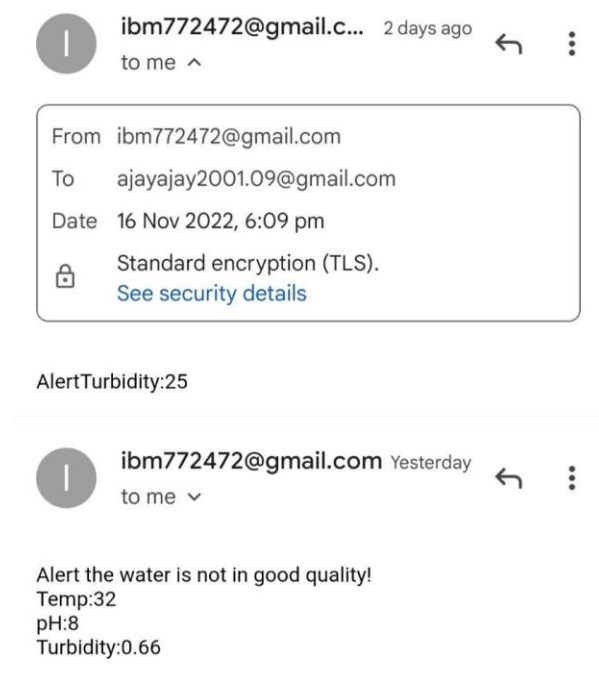 I
ibm772472@gmail.c... 2 days ago
to me
From ibm772472@gmail.com
To ajayajay2001.09@gmail.com
Date 16 Nov 2022, 6:09 pm
Standard encryption (TLS).
See security details
AlertTurbidity:25
I
ibm772472@gmail.com Yesterday
to me
Alert the water is not in good quality!
Temp:32
pH:8
Turbidity:0.66